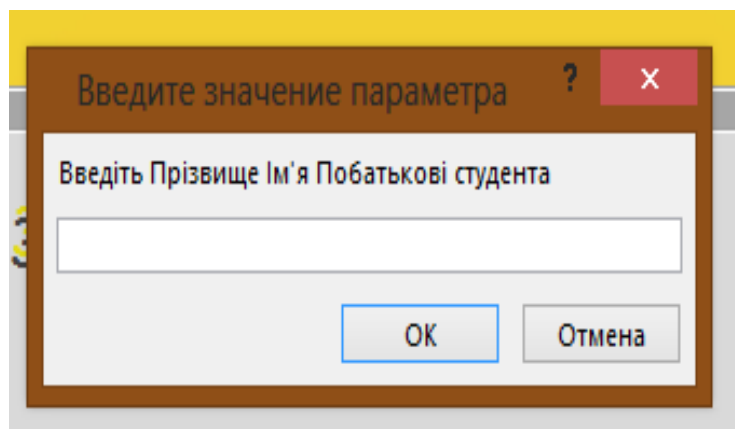 Введите значение параметра ? x
Введіть Прізвище Ім'я Побатькові студента
ОК Отмена